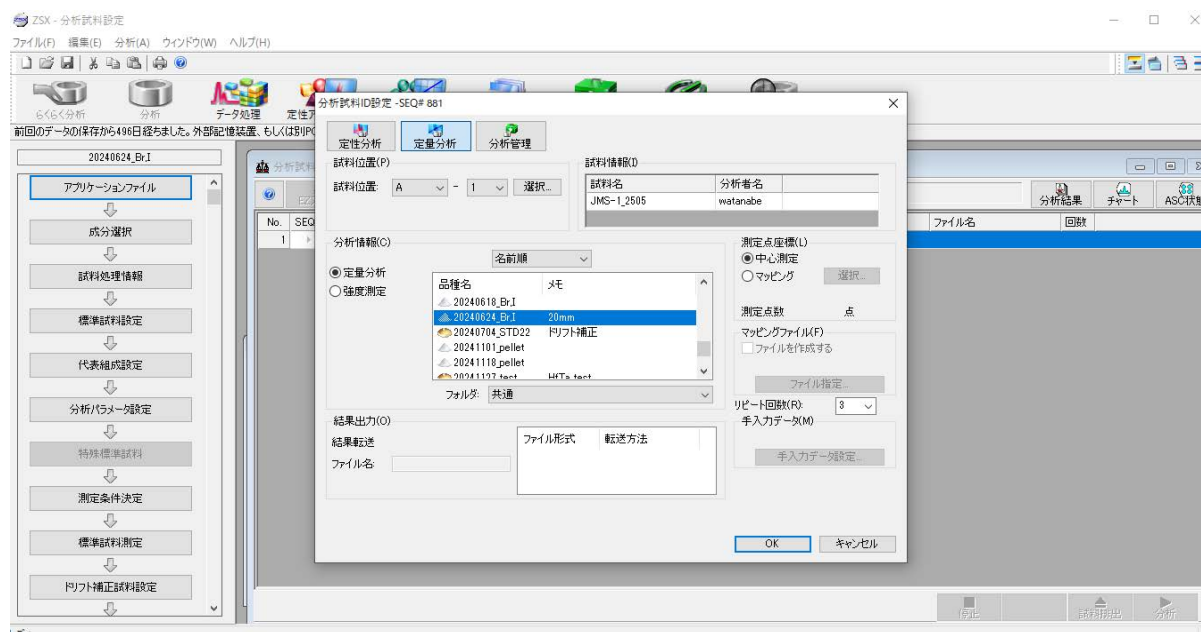 ZSX - 分析試料設定
ファイル(F) 編集(E) 分析(A) ウィンドウ(W) ヘルプ(H)
らくらく分析 分析 データ処理
前回のデータの保存から496日経ちました。外部記憶装置、もしくは別PC
20240624_Br.I
アプリケーションファイル
成分選択
試料処理情報
標準試料設定
代表組成設定
分析パラメータ設定
特殊標準試料
測定条件決定
標準試料測定
ドリフト補正試料設定
分析試料ID設定 -SEQ# 881
定性分析 定量分析 分析管理
試料位置(P)
試料位置: A - 1 選択...
試料情報(I)
試料名 分析者名
JMS-1_2505 watanabe
分析情報(C)
名前順
定量分析
強度測定
品種名 メモ
20240618_Br.I
20240624_Br.I 20mm
20240704_STD22 ドリフト補正
20241101_pellet
20241118_pellet
20241127_test HfTa test
フォルダ: 共通
測定点座標(L)
中心測定
マッピング 選択...
測定点数 点
マッピングファイル(F)
ファイルを作成する
ファイル指定...
リピート回数(R): 3
手入力データ(M)
手入力データ設定...
結果出力(O)
結果転送
ファイル名:
ファイル形式 転送方法
OK キャンセル
分析結果 チャート
No. SEQ ファイル名 回数
1
停止 試料排出 分析